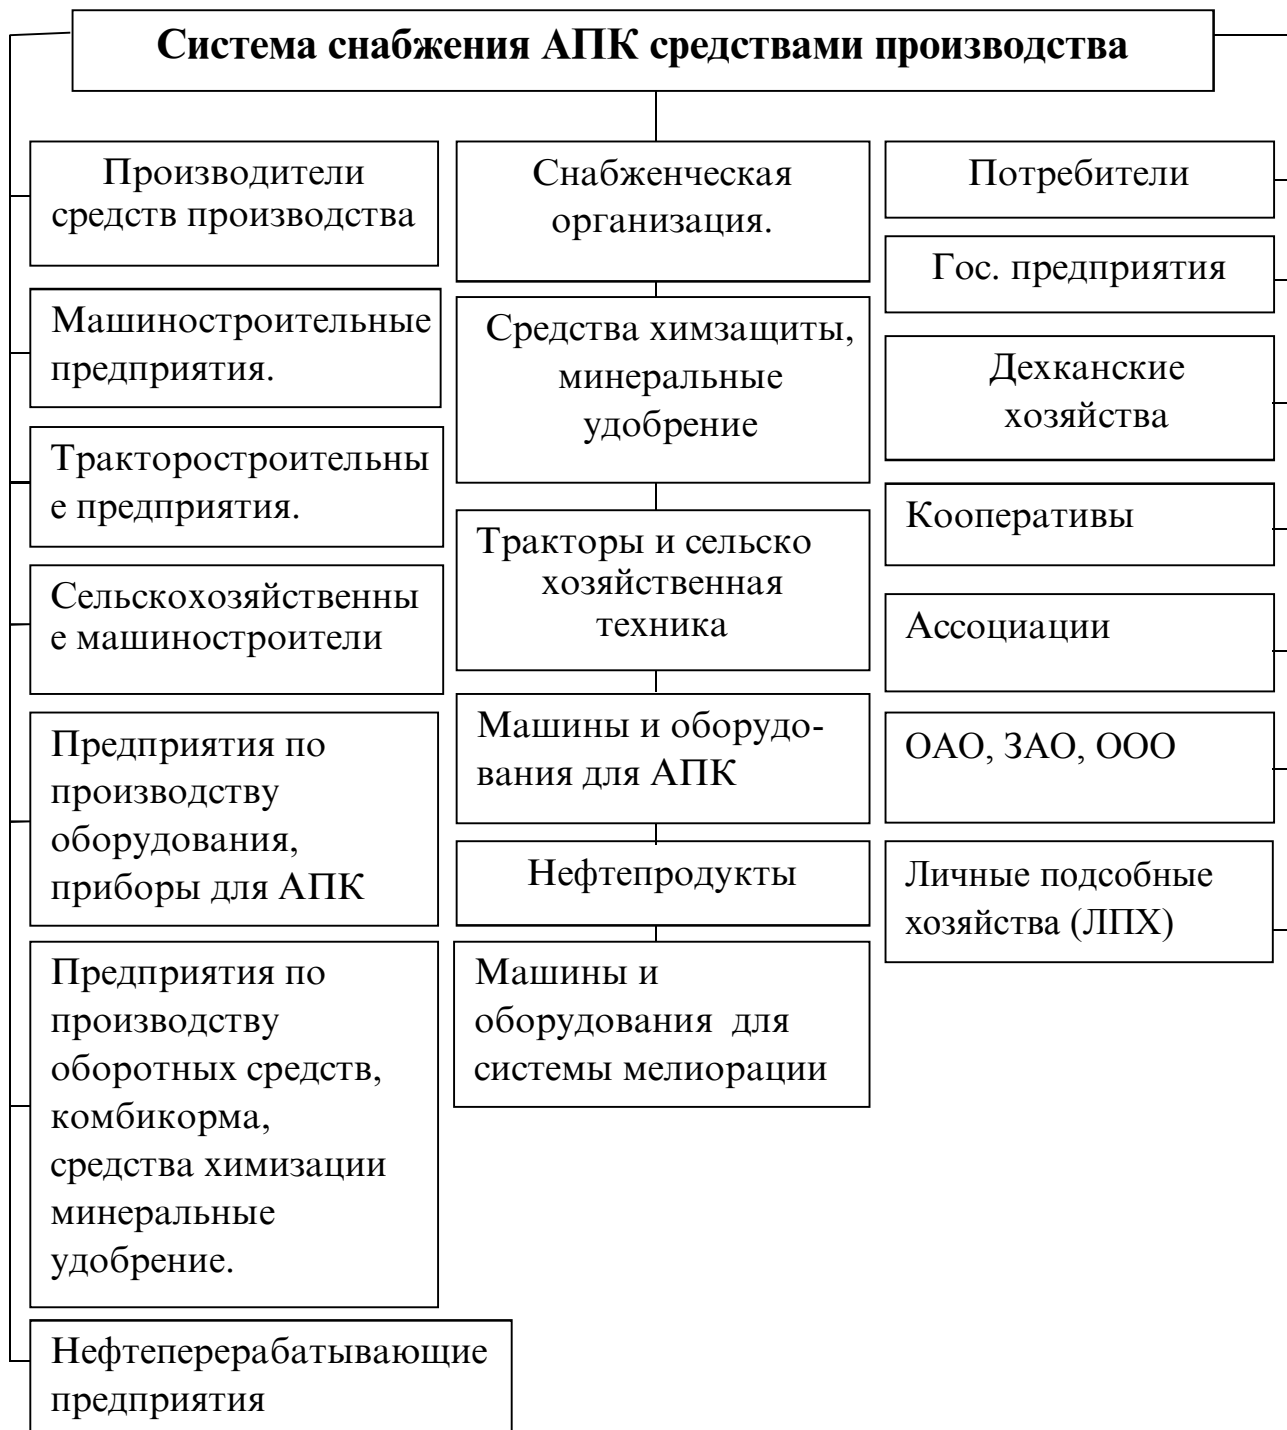 Система снабжения АПК средствами производства
Производители
средств производства
Машиностроительные
предприятия.
Тракторостроительны
е предприятия.
Сельскохозяйственны
е машиностроители
Предприятия по
производству
оборудования,
приборы для АПК
Предприятия по
производству
оборотных средств,
комбикорма,
средства химизации
минеральные
удобрение.
Нефтеперерабатывающие
предприятия
Снабженческая
организация.
Средства химзащиты,
минеральные
удобрение
Тракторы и сельско
хозяйственная
техника
Машины и оборудо-
вания для АПК
Нефтепродукты
Машины и
оборудования для
системы мелиорации
Потребители
Гос. предприятия
Дехканские
хозяйства
Кооперативы
Ассоциации
ОАО, ЗАО, ООО
Личные подсобные
хозяйства (ЛПХ)